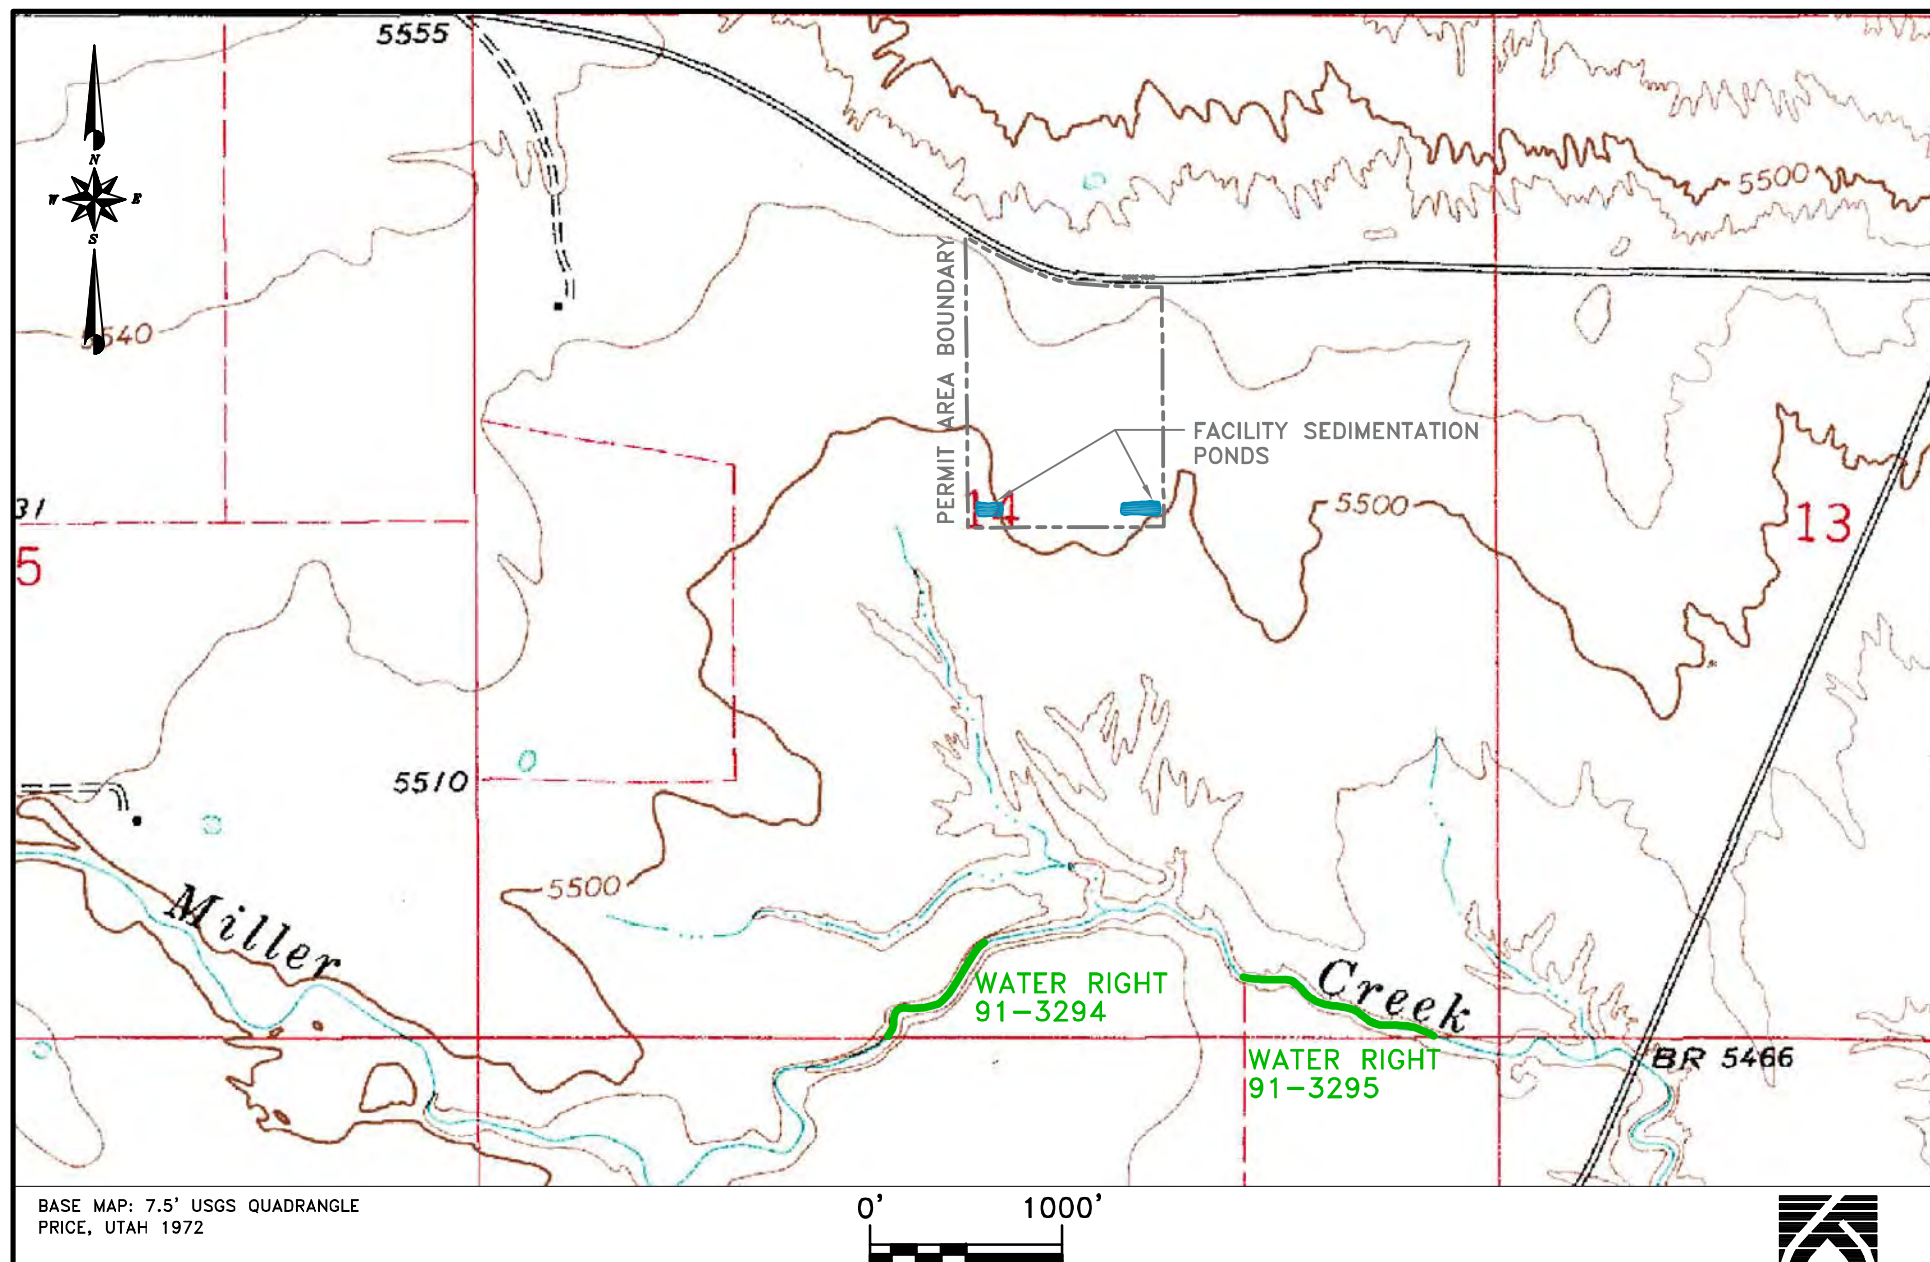 5555
N
W E
S
5540
5500
PERMIT AREA BOUNDARY
FACILITY SEDIMENTATION
PONDS
14
5500
13
31
5
5510
5500
Miller
Creek
WATER RIGHT
91-3294
WATER RIGHT
91-3295
BR 5466
BASE MAP: 7.5' USGS QUADRANGLE
PRICE, UTAH 1972
0' 1000'